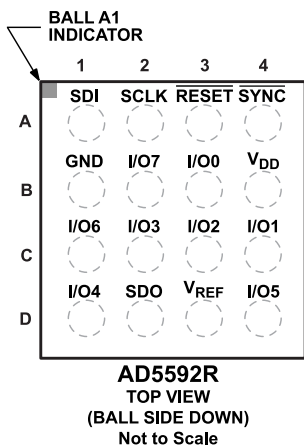 BALL A1
INDICATOR
1 2 3 4
A SDI SCLK RESET SYNC
B GND I/O7 I/O0 VDD
C I/O6 I/O3 I/O2 I/O1
D I/O4 SDO VREF I/O5
AD5592R
TOP VIEW
(BALL SIDE DOWN)
Not to Scale